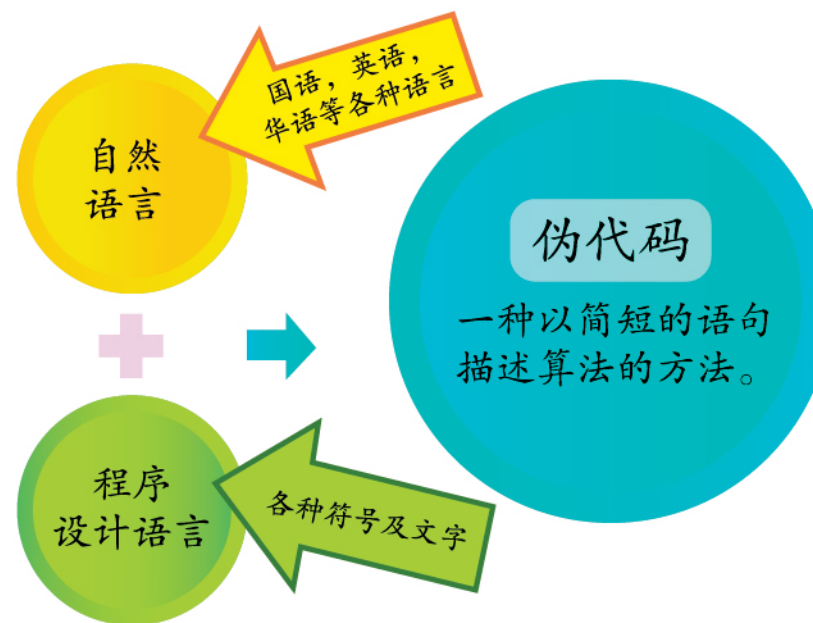 国语，英语，
华语等各种语言
自然
语言
伪代码
一种以简短的语句
描述算法的方法。
程序
设计语言
各种符号及文字